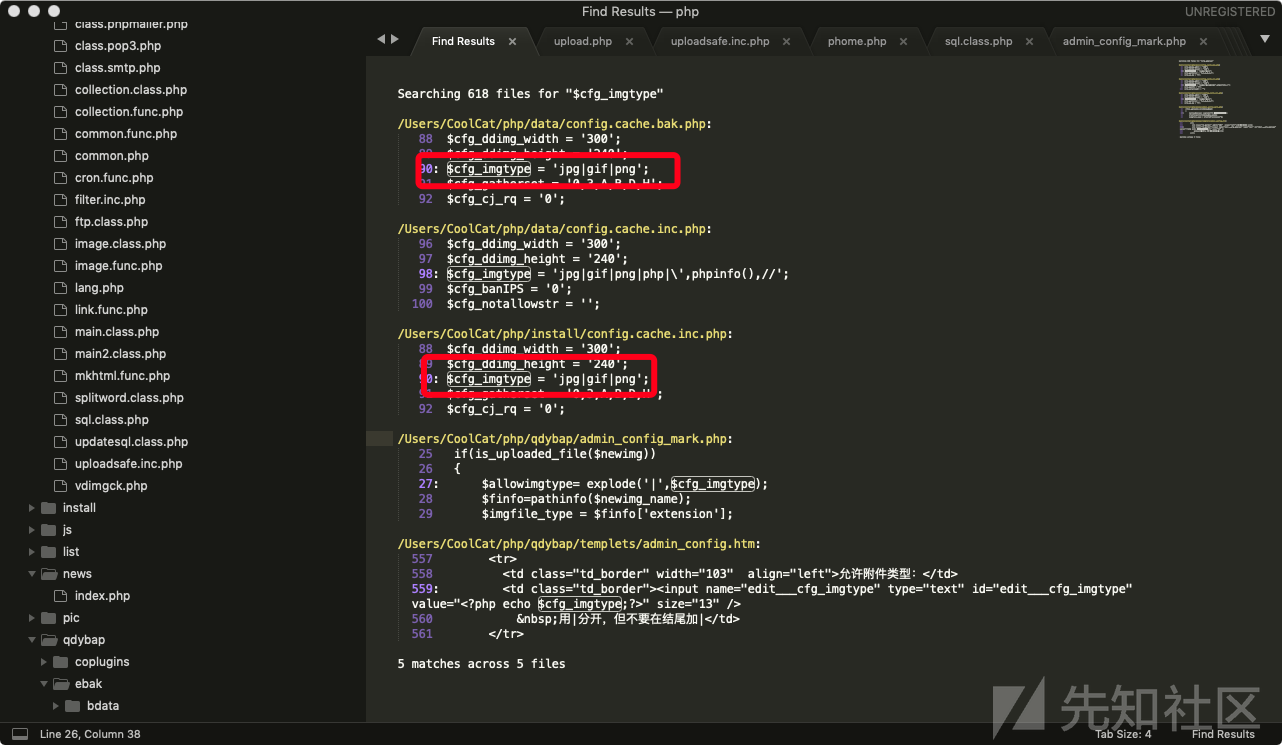 Find Results — php
UNREGISTERED
class.phpmailer.php
class.pop3.php
class.smtp.php
collection.class.php
collection.func.php
common.func.php
common.php
cron.func.php
filter.inc.php
ftp.class.php
image.class.php
image.func.php
lang.php
link.func.php
main.class.php
main2.class.php
mkhtml.func.php
splitword.class.php
sql.class.php
updatesql.class.php
uploadsafe.inc.php
vdimgck.php
install
js
list
news
index.php
pic
qdybap
coplugins
ebak
bdata
Find Results × upload.php × uploadsafe.inc.php × phome.php × sql.class.php × admin_config_mark.php ×
Searching 618 files for "$cfg_imgtype"
/Users/CoolCat/php/data/config.cache.bak.php:
88 $cfg_ddimg_width = '300';
89 $cfg_ddimg_height = '240';
90: $cfg_imgtype = 'jpg|gif|png';
91 $cfg_gatherset = '0,3,A,B,D,H';
92 $cfg_cj_rq = '0';
/Users/CoolCat/php/data/config.cache.inc.php:
96 $cfg_ddimg_width = '300';
97 $cfg_ddimg_height = '240';
98: $cfg_imgtype = 'jpg|gif|png|php|\',phpinfo(),//';
99 $cfg_banIPS = '0';
100 $cfg_notallowstr = '';
/Users/CoolCat/php/install/config.cache.inc.php:
88 $cfg_ddimg_width = '300';
89 $cfg_ddimg_height = '240';
90: $cfg_imgtype = 'jpg|gif|png';
91 $cfg_gatherset = '0,3,A,B,D,H';
92 $cfg_cj_rq = '0';
/Users/CoolCat/php/qdybap/admin_config_mark.php:
25 if(is_uploaded_file($newimg))
26 {
27: $allowimgtype= explode('|',$cfg_imgtype);
28 $finfo=pathinfo($newimg_name);
29 $imgfile_type = $finfo['extension'];
/Users/CoolCat/php/qdybap/templets/admin_config.htm:
557 <tr>
558 <td class="td_border" width="103"  align="left">允许附件类型：</td>
559: <td class="td_border"><input name="edit___cfg_imgtype" type="text" id="edit___cfg_imgtype"
value="<?php echo $cfg_imgtype;?>" size="13" />
560 &nbsp;用|分开，但不要在结尾加|</td>
561 </tr>
5 matches across 5 files
先知社区
Line 26, Column 38
Tab Size: 4
Find Results